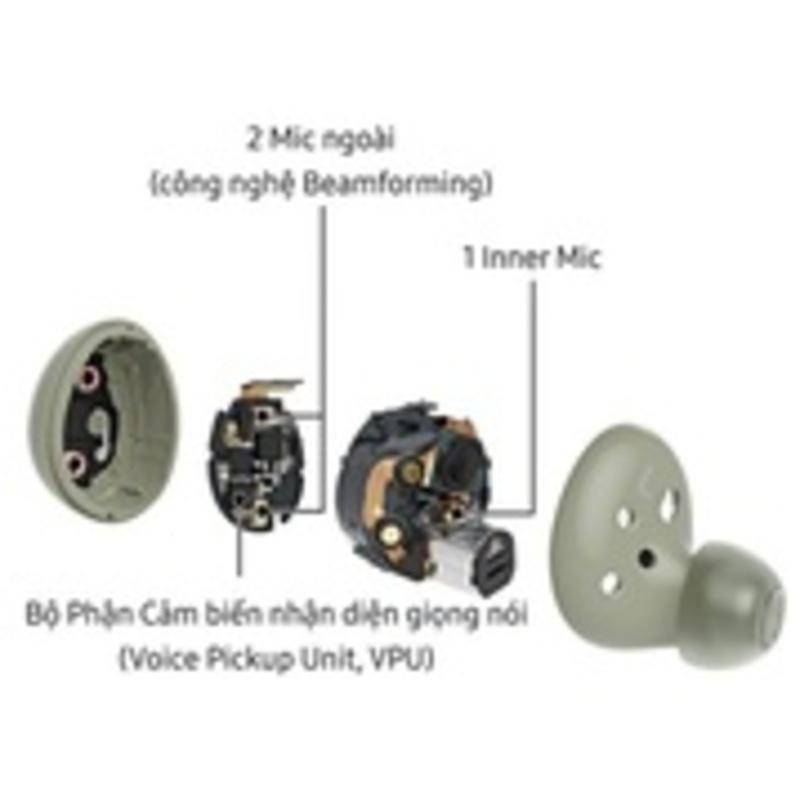 2 Mic ngoài
(công nghệ Beamforming)
1 Inner Mic
Bộ Phận Cảm biến nhận diện giọng nói
(Voice Pickup Unit, VPU)